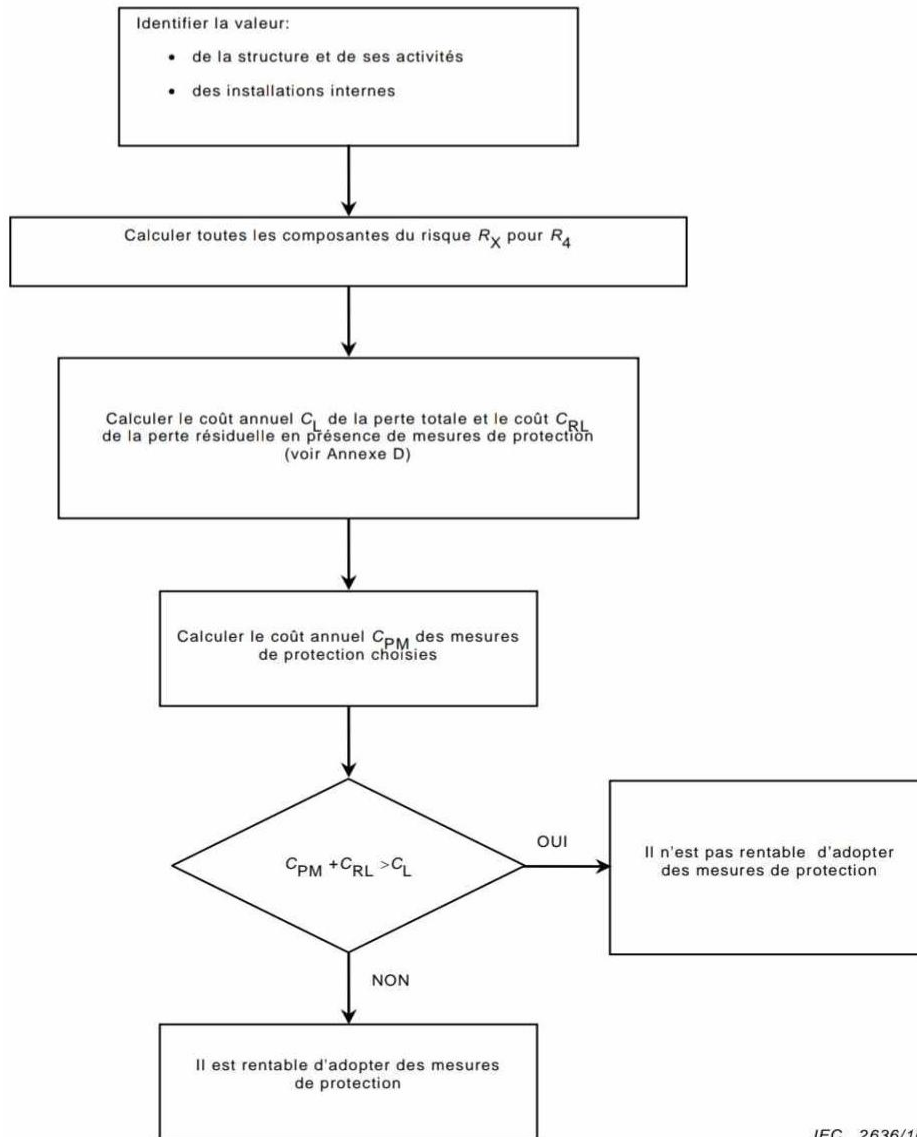 Identifier la valeur:
• de la structure et de ses activités
• des installations internes
Calculer toutes les composantes du risque RX pour R4
Calculer le coût annuel CL de la perte totale et le coût CRL
de la perte résiduelle en présence de mesures de protection
(voir Annexe D)
Calculer le coût annuel CPM des mesures
de protection choisies
CPM +CRL >CL
OUI
Il n'est pas rentable d'adopter
des mesures de protection
NON
Il est rentable d'adopter des mesures
de protection
IEC 2636/1